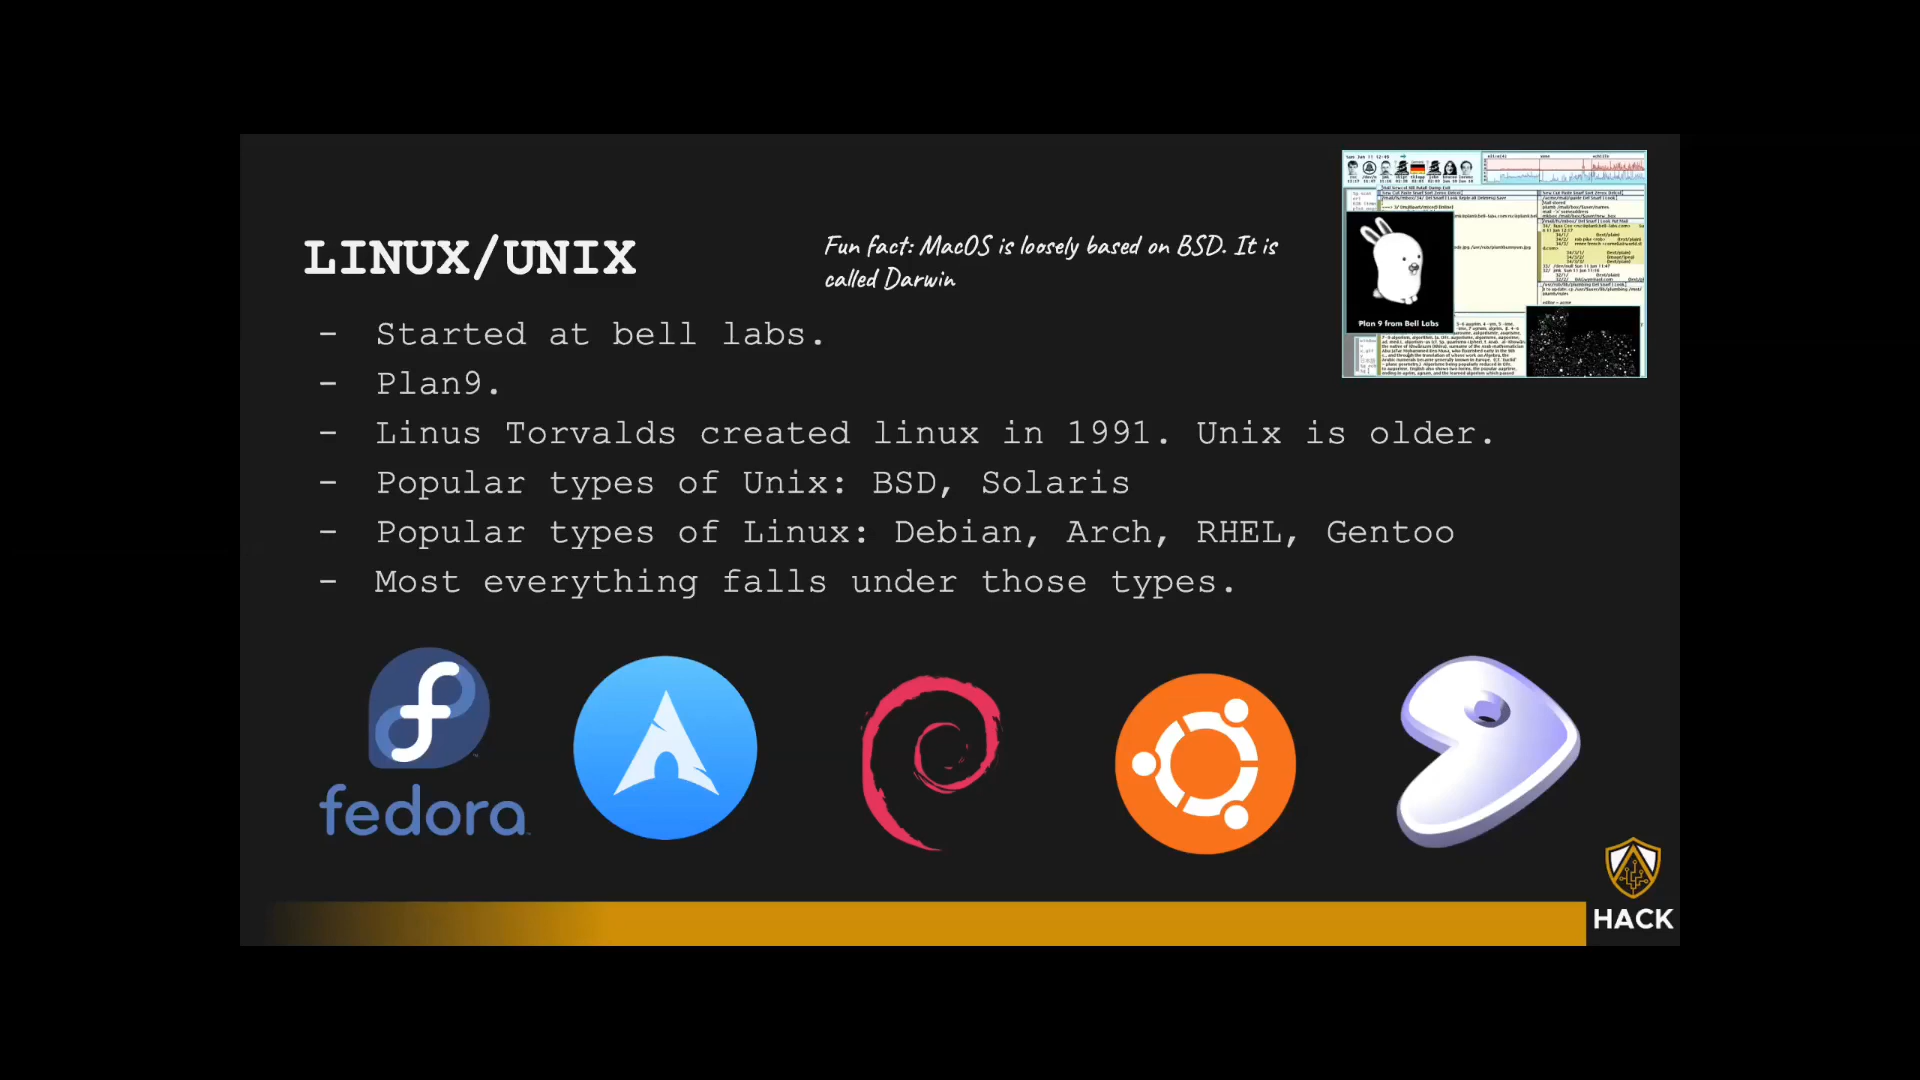 LINUX/UNIX
Fun fact: MacOS is loosely based on BSD. It is
called Darwin
- Started at bell labs.
- Plan9.
- Linus Torvalds created linux in 1991. Unix is older.
- Popular types of Unix: BSD, Solaris
- Popular types of Linux: Debian, Arch, RHEL, Gentoo
- Most everything falls under those types.
Plan 9 from Bell Labs
fedora
HACK